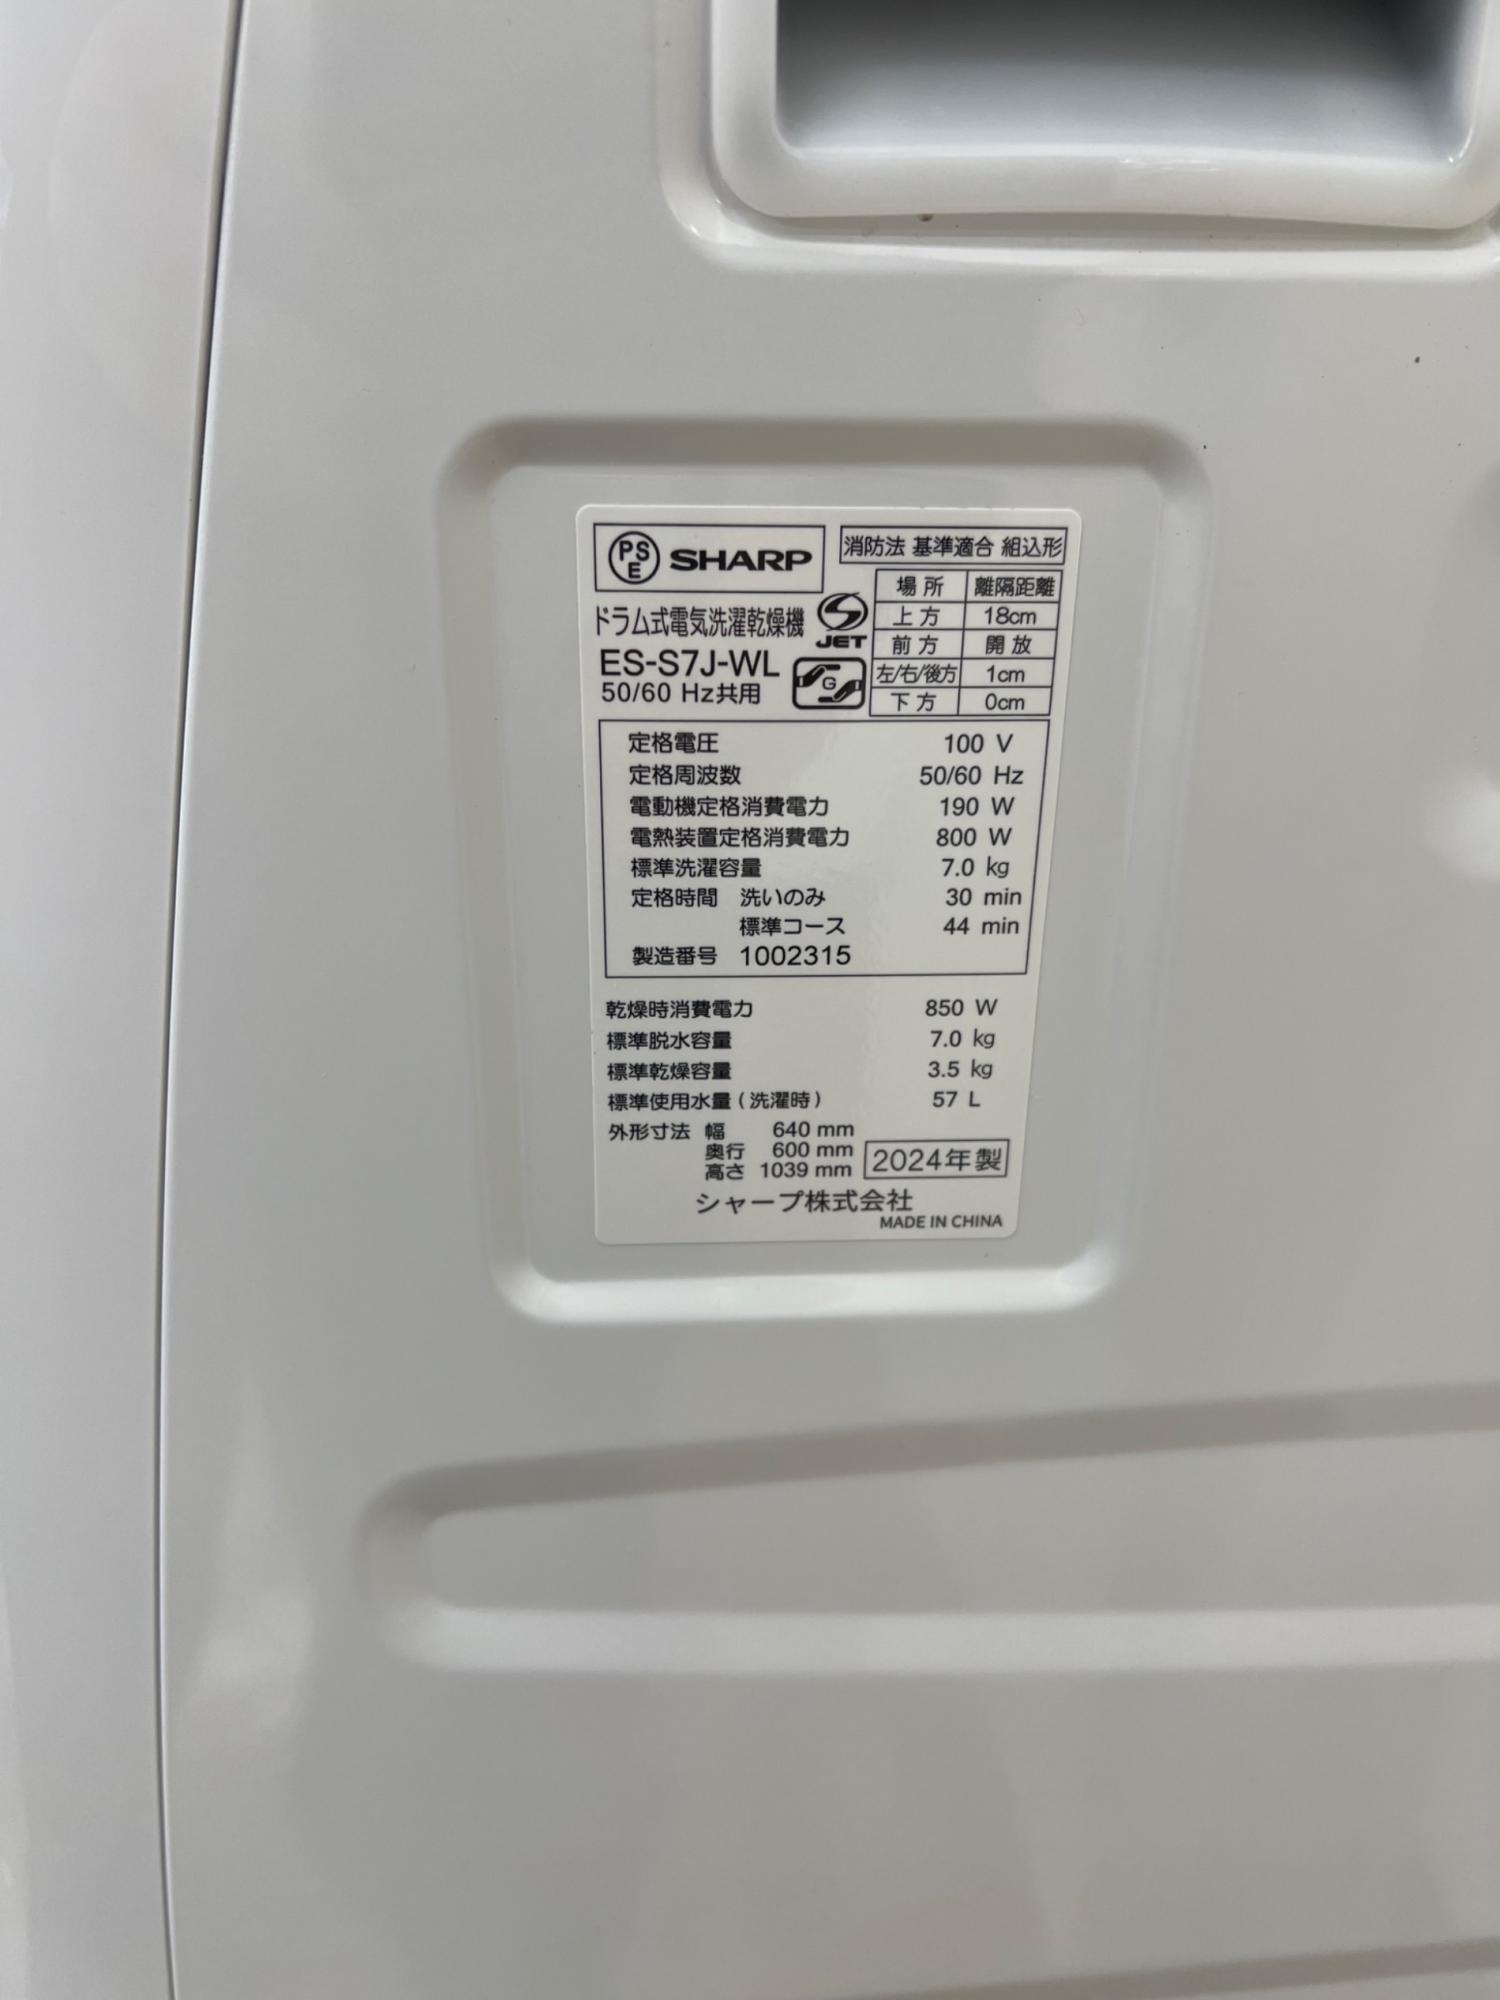 PSE SHARP
消防法 基準適合 組込形
場所 離隔距離
上方 18cm
前方 開放
左/右/後方 1cm
下方 0cm
ドラム式電気洗濯乾燥機
JET
ES-S7J-WL
G
50/60 Hz共用
定格電圧 100 V
定格周波数 50/60 Hz
電動機定格消費電力 190 W
電熱装置定格消費電力 800 W
標準洗濯容量 7.0 kg
定格時間 洗いのみ 30 min
標準コース 44 min
製造番号 1002315
乾燥時消費電力 850 W
標準脱水容量 7.0 kg
標準乾燥容量 3.5 kg
標準使用水量(洗濯時) 57 L
外形寸法 幅 640 mm
奥行 600 mm
高さ 1039 mm
2024年製
シャープ株式会社
MADE IN CHINA